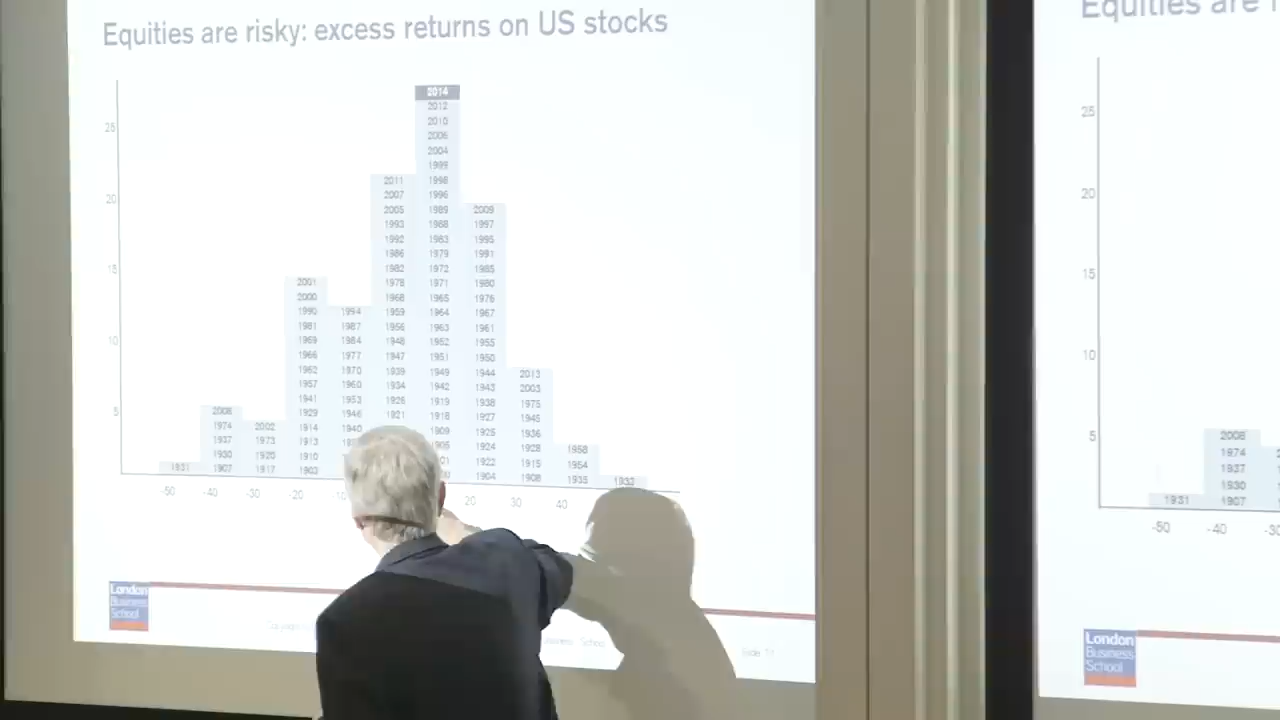 Equities are risky: excess returns on US stocks
2014
2012
2010
2006
25
2004
1999
2011 1998
2007 1996
20
2005 1989 2009
1993 1988 1997
1992 1983 1995
1986 1979 1991
15
1982 1972 1985
2001 1978 1971 1980
2000 1968 1965 1976
1990 1994 1959 1964 1967
1981 1987 1956 1963 1961
10
1969 1984 1948 1952 1955
1966 1977 1947 1951 1950
1962 1970 1939 1949 1944 2013
1957 1960 1934 1942 1943 2003
1941 1953 1926 1919 1938 1975
5
2008 1929 1946 1921 1918 1927 1945
1974 2002 1914 1940 1909 1925 1936
1937 1973 1913 1924 1928 1958
1930 1920 1910 1922 1915 1954
1931 1907 1917 1903 1904 1908 1935 1933
-50 -40 -30 -20 -10 20 30 40
London
Business
School
Slide
Equities are
25
20
15
10
5
2008
1974
1937
1930
1931 1907
-50 -40
London
Business
School